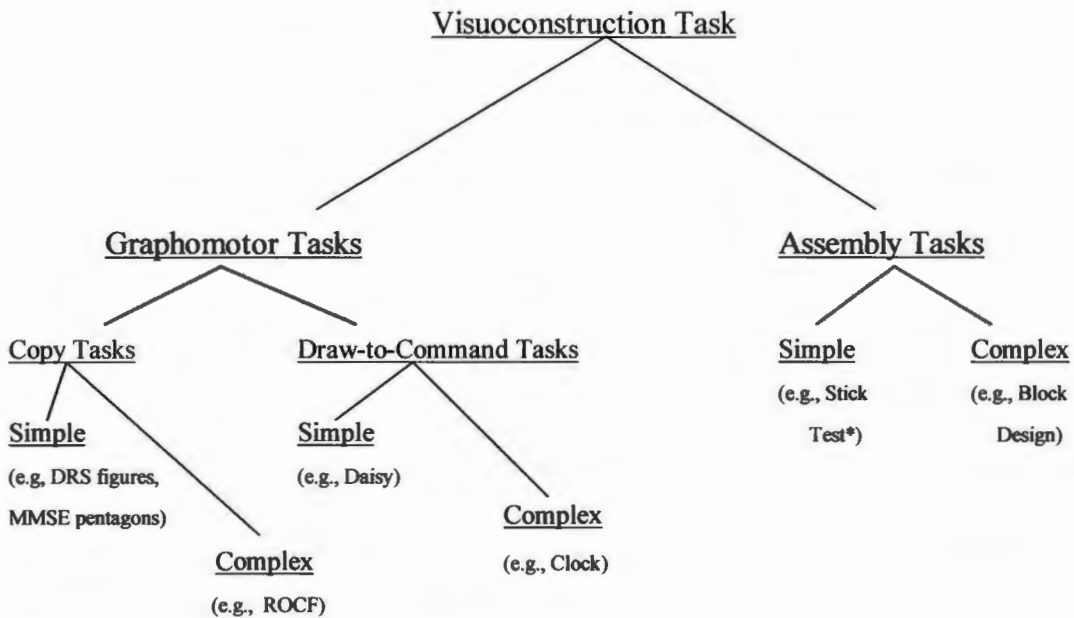 Visuoconstruction Task
Graphomotor Tasks
Assembly Tasks
Copy Tasks
Draw-to-Command Tasks
Simple
(e.g., Stick
Test*)
Complex
(e.g., Block
Design)
Simple
(e.g, DRS figures,
MMSE pentagons)
Simple
(e.g., Daisy)
Complex
(e.g., ROCF)
Complex
(e.g., Clock)